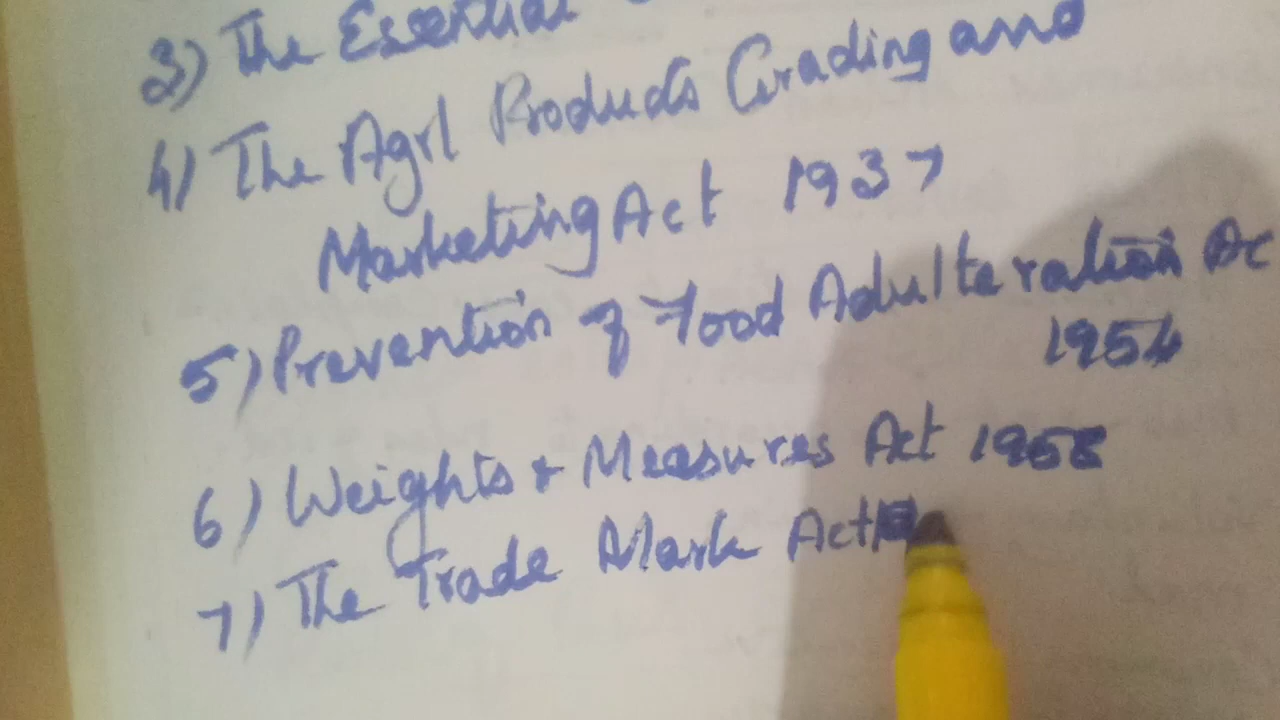 3) The Essential
4) The Agrl Products Grading and
Marketing Act 1937
5) Prevention of Food Adulteration Ac
1954
6) Weights & Measures Act 1958
7) The Trade Mark Act